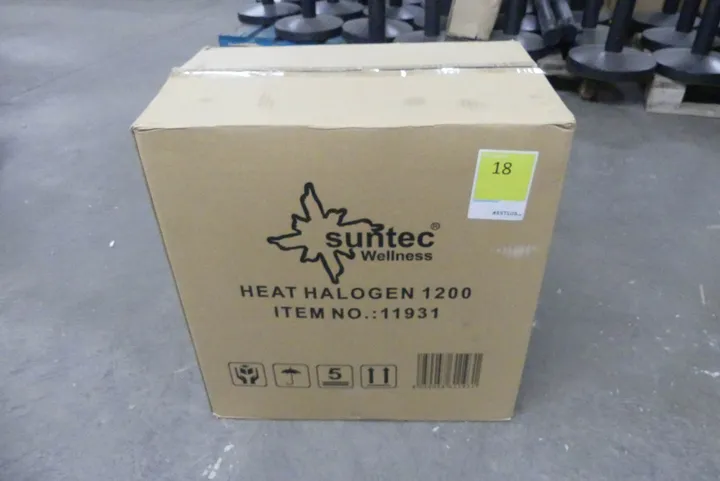 18
suntec®
Wellness
HEAT HALOGEN 1200
ITEM NO.:11931
5